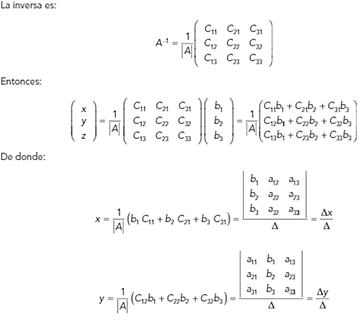 La inversa es:
A⁻¹ = 1/|A| ( C₁₁ C₂₁ C₃₁
C₁₂ C₂₂ C₃₂
C₁₃ C₂₃ C₃₃ )
Entonces:
( x y z ) = 1/|A| ( C₁₁ C₂₁ C₃₁ ) ( b₁ ) = 1/|A| ( C₁₁b₁ + C₂₁b₂ + C₃₁b₃
C₁₂ C₂₂ C₃₂ b₂ C₁₂b₁ + C₂₂b₂ + C₃₂b₃
C₁₃ C₂₃ C₃₃ b₃ C₁₃b₁ + C₂₃b₂ + C₃₃b₃ )
De donde:
x = 1/|A| (b₁ C₁₁ + b₂ C₂₁ + b₃ C₃₁) = | b₁ a₁₂ a₁₃
b₂ a₂₂ a₂₃
b₃ a₃₂ a₃₃ | / Δ = Δx / Δ
y = 1/|A| (C₁₂b₁ + C₂₂b₂ + C₃₂b₃) = | a₁₁ b₁ a₁₃
a₂₁ b₂ a₂₃
a₃₁ b₃ a₃₃ | / Δ = Δy / Δ